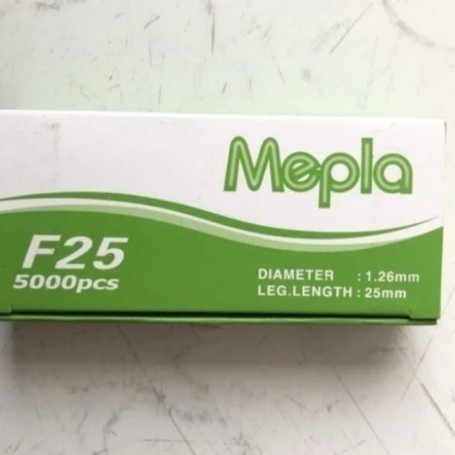 Mepla
F25
5000pcs
DIAMETER : 1.26mm
LEG.LENGTH : 25mm